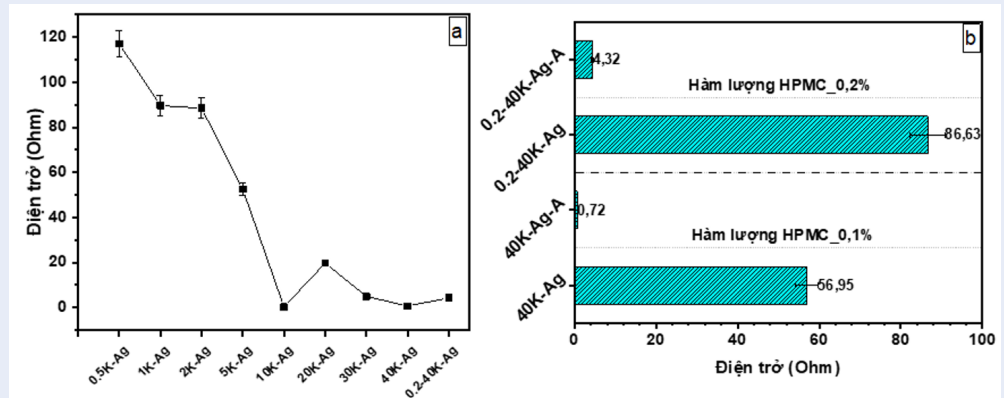 a
120
100
80
60
40
20
0
Điện trở (Ohm)
0.5K-Ag
1K-Ag
2K-Ag
5K-Ag
10K-Ag
20K-Ag
30K-Ag
40K-Ag
0.2-40K-Ag
b
0.2-40K-Ag-A
4,32
Hàm lượng HPMC_0,2%
0.2-40K-Ag
86,63
40K-Ag-A
0,72
Hàm lượng HPMC_0,1%
40K-Ag
56,95
0
20
40
60
80
100
Điện trở (Ohm)